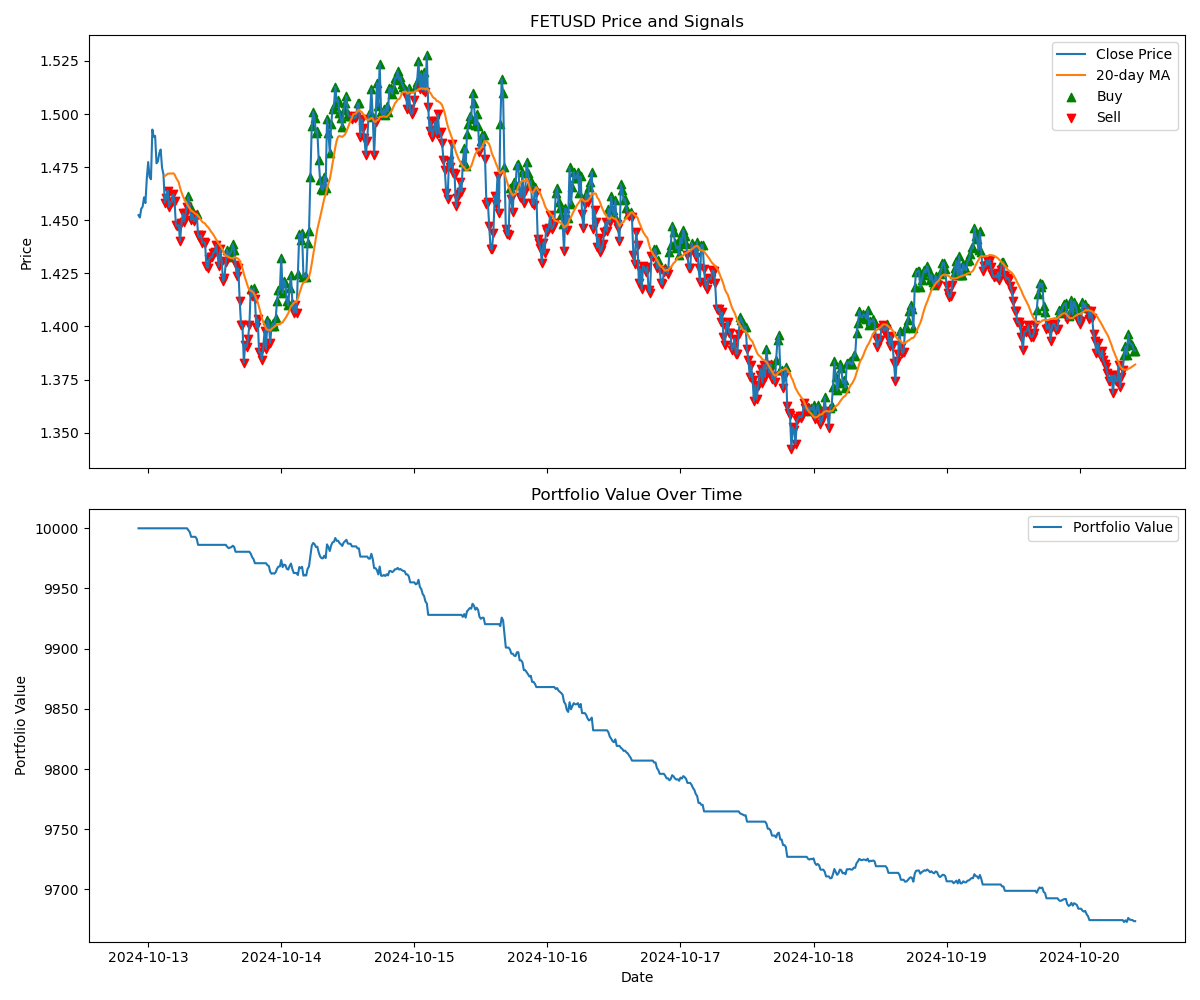 FETUSD Price and Signals
1.525
1.500
1.475
1.450
1.425
1.400
1.375
1.350
Price
Close Price
20-day MA
Buy
Sell
Portfolio Value Over Time
10000
9950
9900
9850
9800
9750
9700
Portfolio Value
Portfolio Value
2024-10-13
2024-10-14
2024-10-15
2024-10-16
2024-10-17
2024-10-18
2024-10-19
2024-10-20
Date